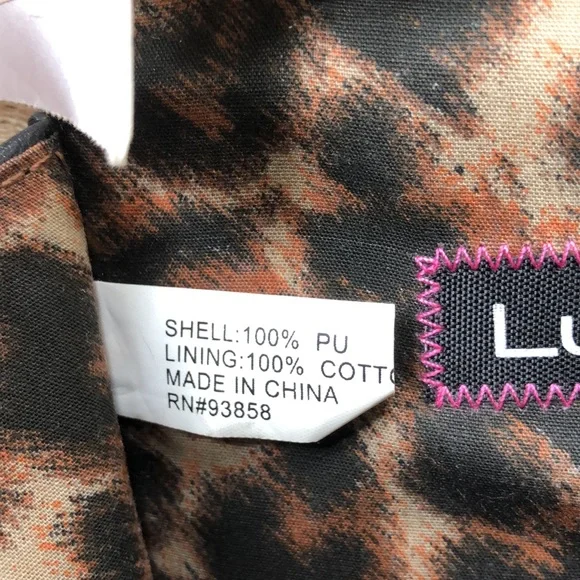 SHELL:100% PU
LINING:100% COTTO
MADE IN CHINA
RN#93858
Lu